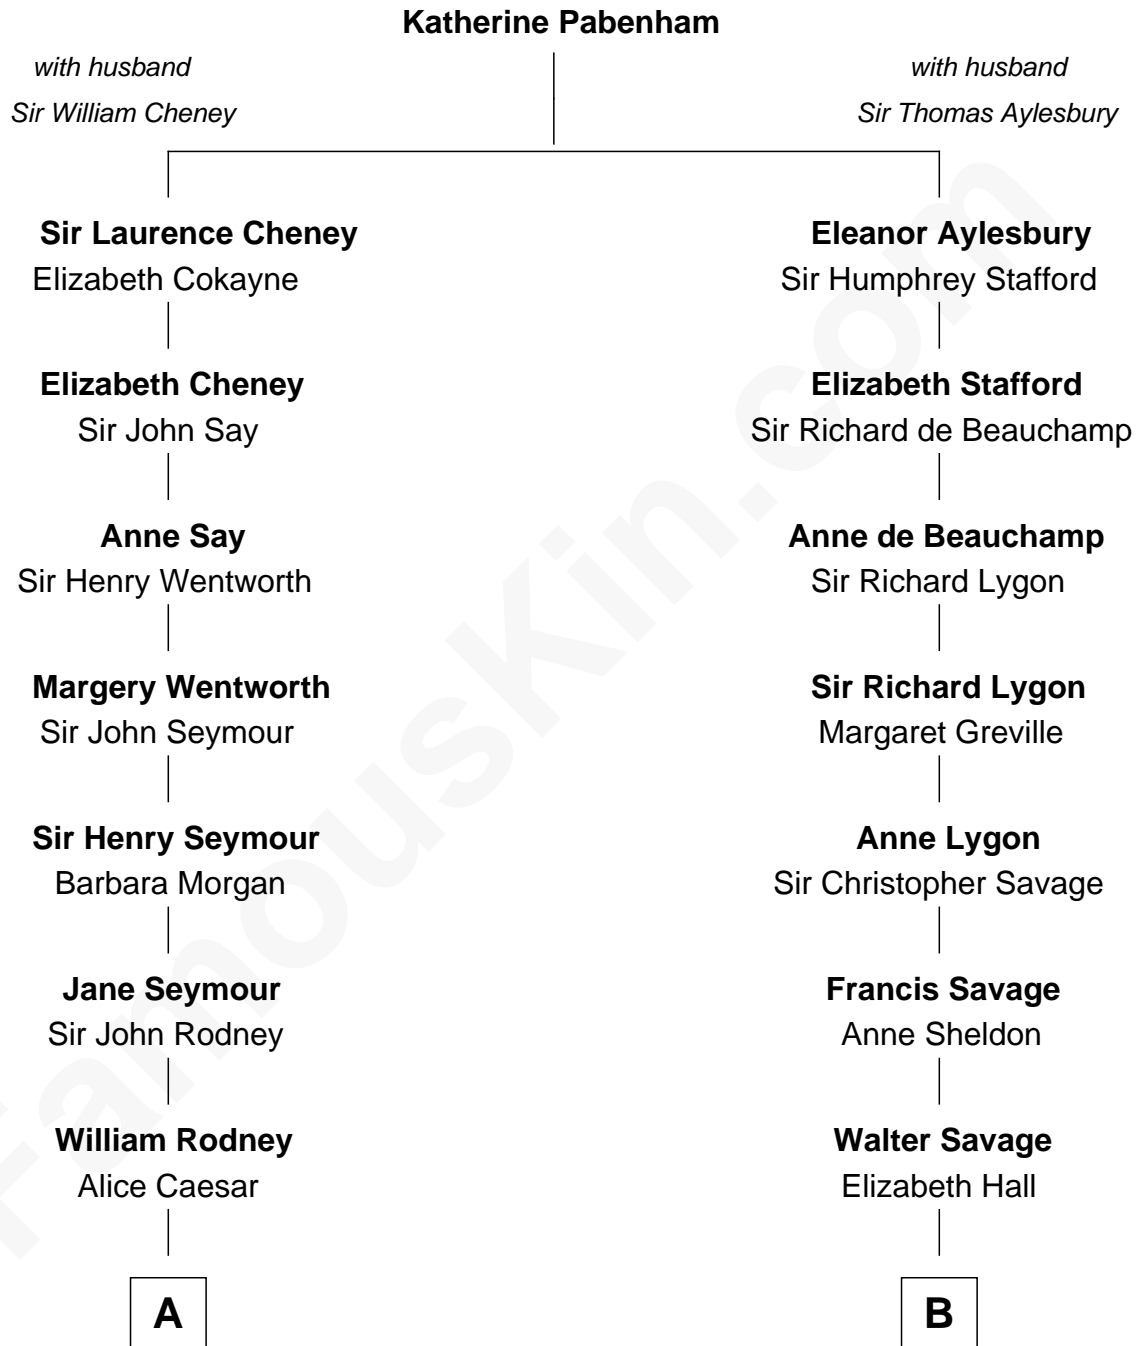 Katherine Pabenham
with husband
Sir William Cheney
with husband
Sir Thomas Aylesbury
Sir Laurence Cheney
Elizabeth Cokayne
Eleanor Aylesbury
Sir Humphrey Stafford
Elizabeth Cheney
Sir John Say
Elizabeth Stafford
Sir Richard de Beauchamp
Anne Say
Sir Henry Wentworth
Anne de Beauchamp
Sir Richard Lygon
Margery Wentworth
Sir John Seymour
Sir Richard Lygon
Margaret Greville
Sir Henry Seymour
Barbara Morgan
Anne Lygon
Sir Christopher Savage
Jane Seymour
Sir John Rodney
Francis Savage
Anne Sheldon
William Rodney
Alice Caesar
Walter Savage
Elizabeth Hall
A
B
FamousKin.com